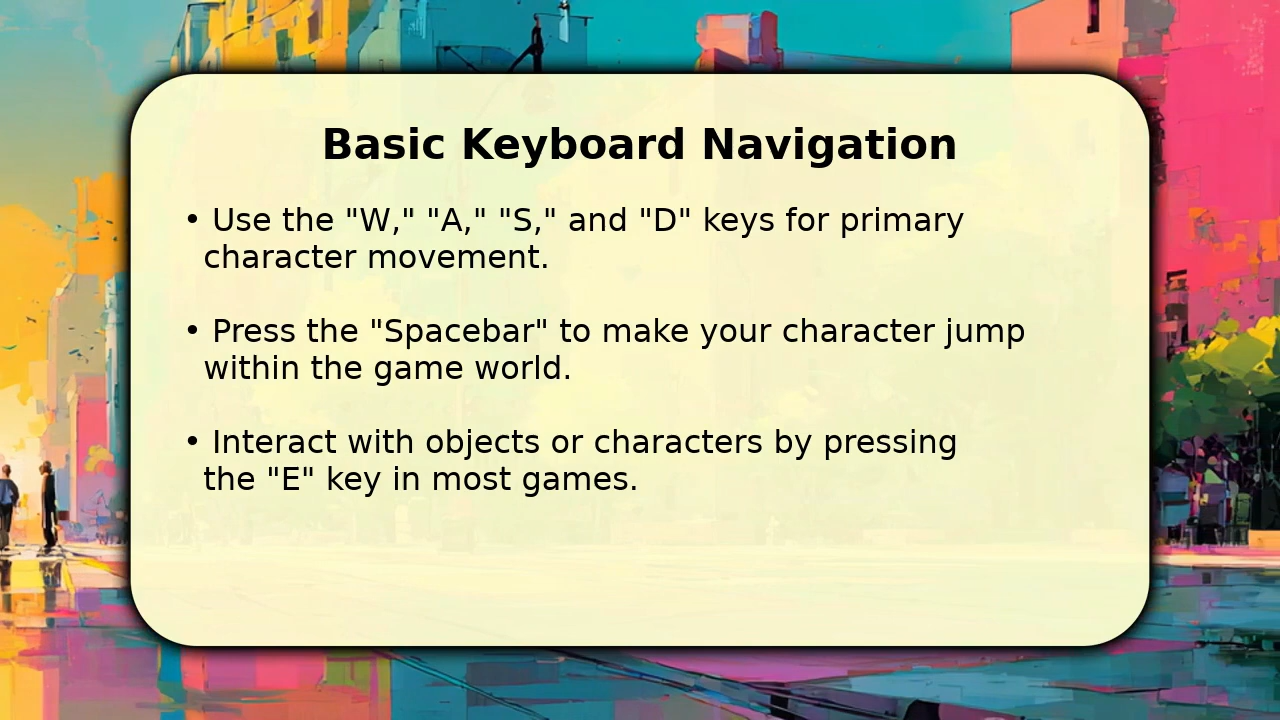 Basic Keyboard Navigation
• Use the "W," "A," "S," and "D" keys for primary
character movement.
• Press the "Spacebar" to make your character jump
within the game world.
• Interact with objects or characters by pressing
the "E" key in most games.